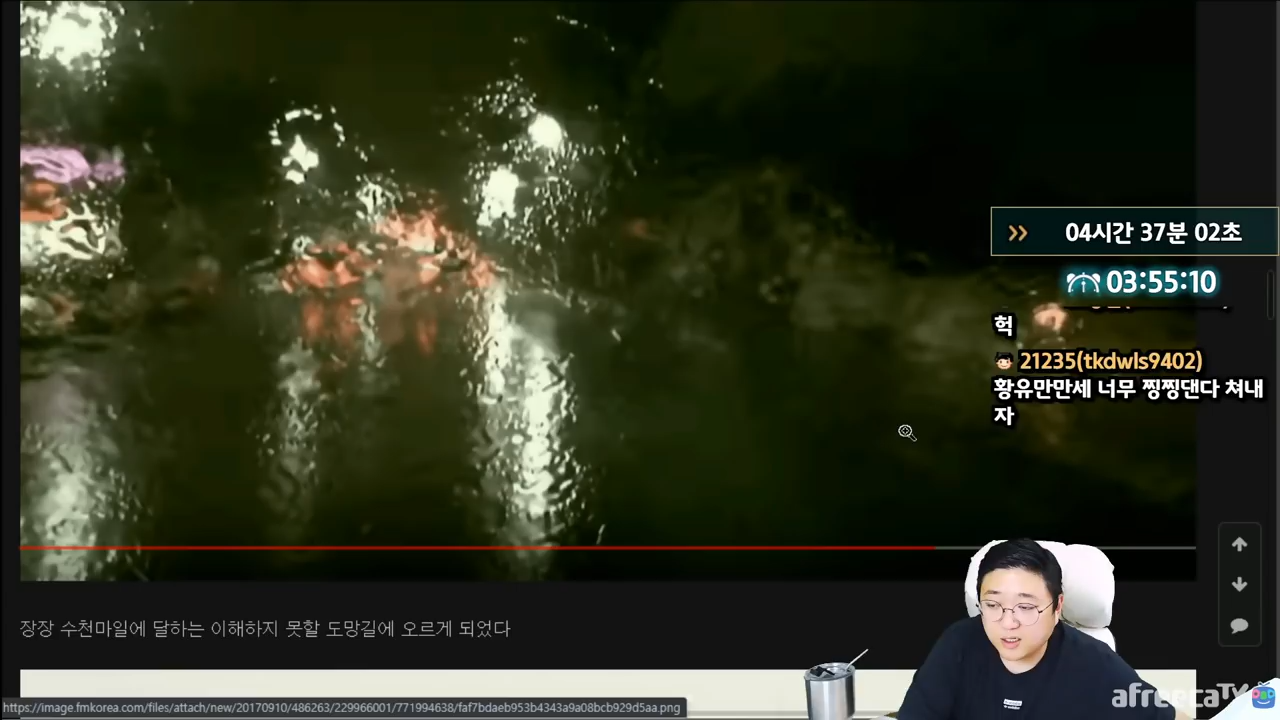 04시간 37분 02초
03:55:10
헉
21235(tkdwls9402)
황유만만세 너무 찡찡댄다 쳐내
자
장장 수천마일에 달하는 이해하지 못할 도망길에 오르게 되었다
https://image.fmkorea.com/files/attach/new/20170910/486263/229966001/771994638/faf7bdaeb953b4343a9a08bcb929d5aa.png
afreecaTV